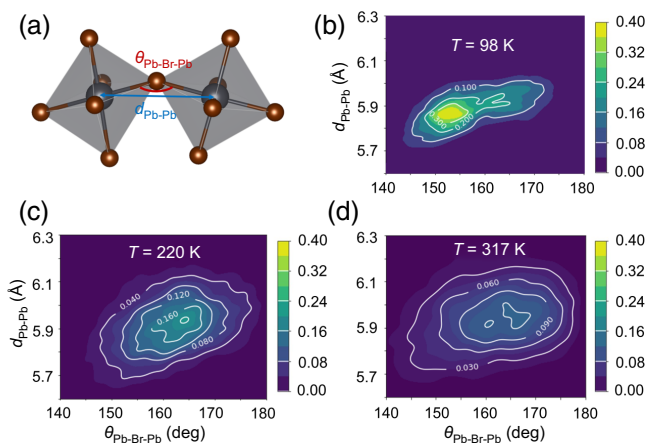 (a)
θPb-Br-Pb
dPb-Pb
(b)
T = 98 K
dPb-Pb (Å)
6.3
6.1
5.9
5.7
0.100
0.300
0.200
140 150 160 170 180
0.40
0.32
0.24
0.16
0.08
0.00
(c)
T = 220 K
dPb-Pb (Å)
6.3
6.1
5.9
5.7
0.040
0.120
0.160
0.080
140 150 160 170 180
θPb-Br-Pb (deg)
0.40
0.32
0.24
0.16
0.08
0.00
(d)
T = 317 K
6.3
6.1
5.9
5.7
0.060
0.090
0.030
140 150 160 170 180
θPb-Br-Pb (deg)
0.40
0.32
0.24
0.16
0.08
0.00